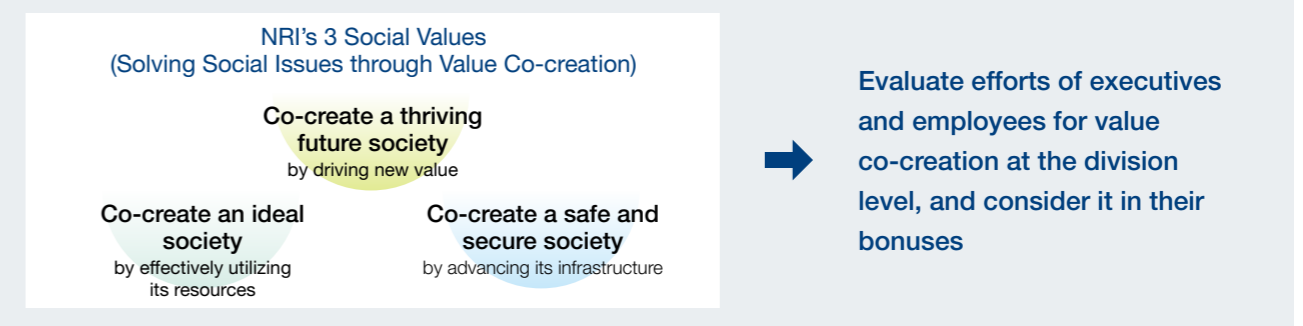 NRI's 3 Social Values
(Solving Social Issues through Value Co-creation)
Co-create a thriving
future society
by driving new value
Co-create an ideal
society
by effectively utilizing
its resources
Co-create a safe and
secure society
by advancing its infrastructure
Evaluate efforts of executives
and employees for value
co-creation at the division
level, and consider it in their
bonuses